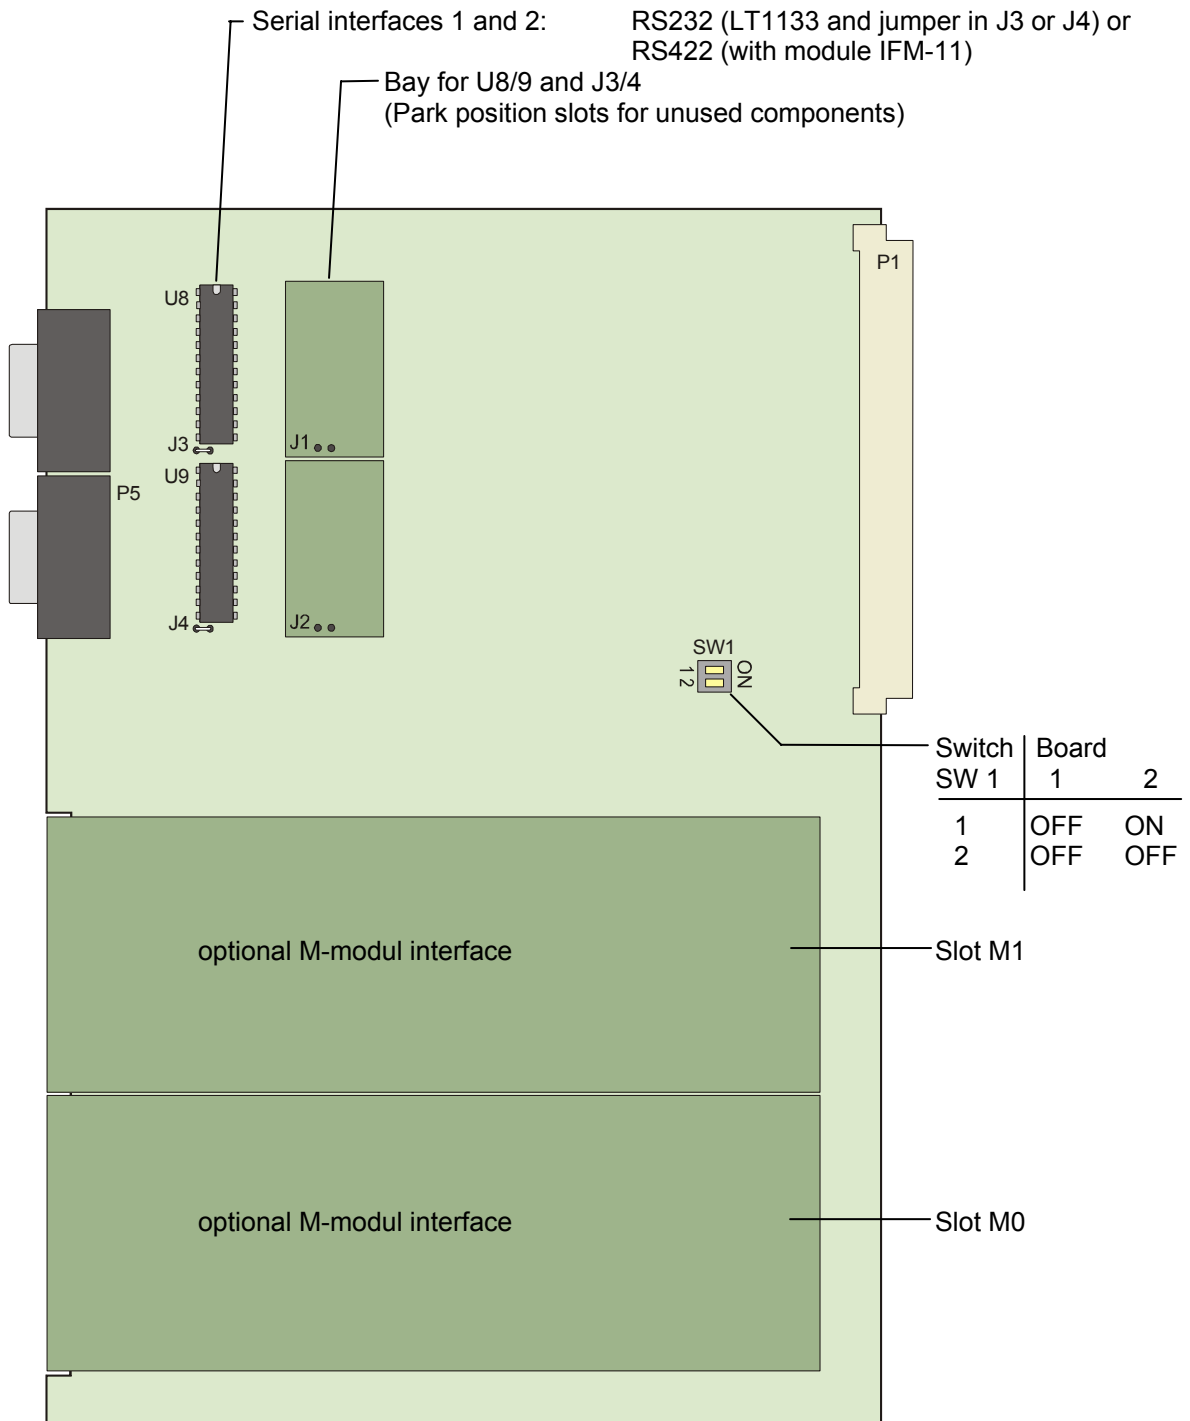 Serial interfaces 1 and 2: RS232 (LT1133 and jumper in J3 or J4) or
RS422 (with module IFM-11)
Bay for U8/9 and J3/4
(Park position slots for unused components)
P1
U8
J3
J1
U9
P5
J4
J2
SW1
1 2
ON
Switch Board
SW 1 1 2
1 OFF ON
2 OFF OFF
optional M-modul interface
Slot M1
optional M-modul interface
Slot M0